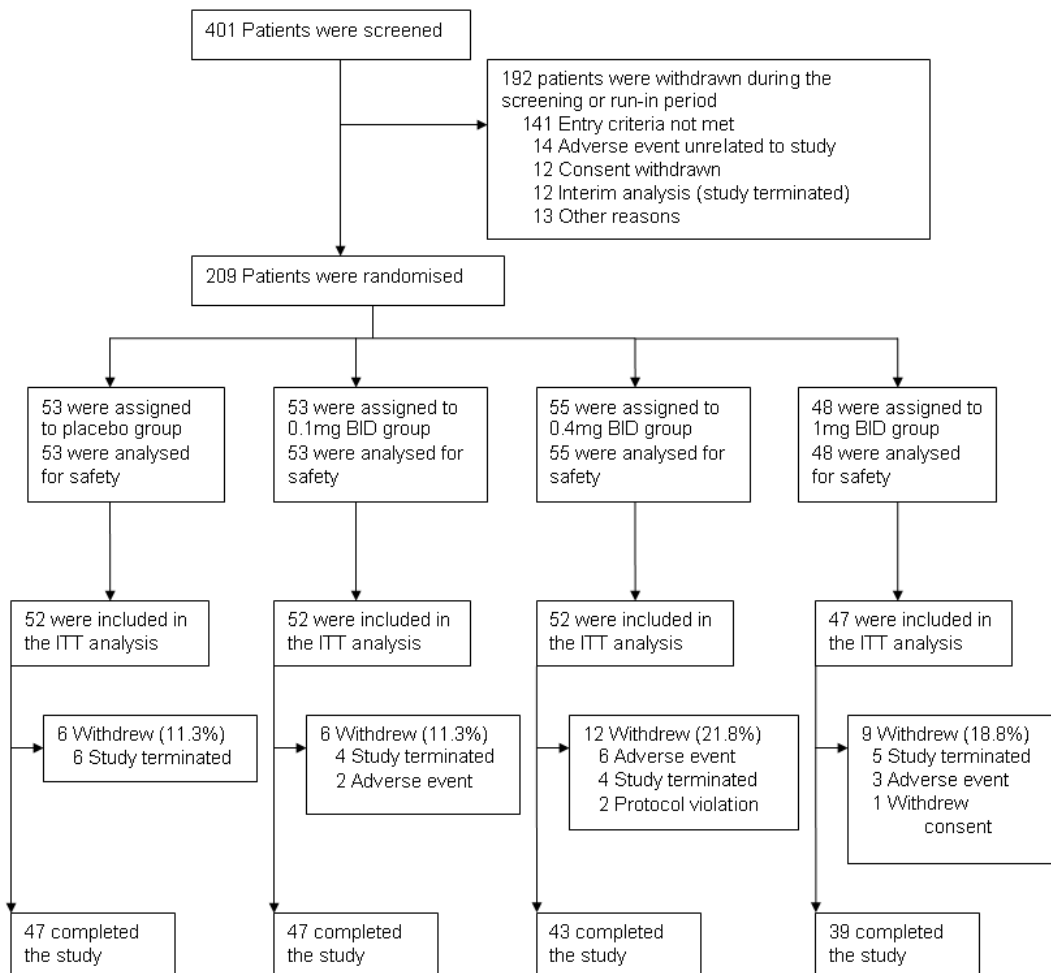 401 Patients were screened
192 patients were withdrawn during the
screening or run-in period
141 Entry criteria not met
14 Adverse event unrelated to study
12 Consent withdrawn
12 Interim analysis (study terminated)
13 Other reasons
209 Patients were randomised
53 were assigned
to placebo group
53 were analysed
for safety
53 were assigned to
0.1mg BID group
53 were analysed for
safety
55 were assigned to
0.4mg BID group
55 were analysed for
safety
48 were assigned to
1mg BID group
48 were analysed for
safety
52 were included in
the ITT analysis
52 were included in
the ITT analysis
52 were included in
the ITT analysis
47 were included in
the ITT analysis
6 Withdrew (11.3%)
6 Study terminated
6 Withdrew (11.3%)
4 Study terminated
2 Adverse event
12 Withdrew (21.8%)
6 Adverse event
4 Study terminated
2 Protocol violation
9 Withdrew (18.8%)
5 Study terminated
3 Adverse event
1 Withdrew
consent
47 completed
the study
47 completed
the study
43 completed
the study
39 completed
the study